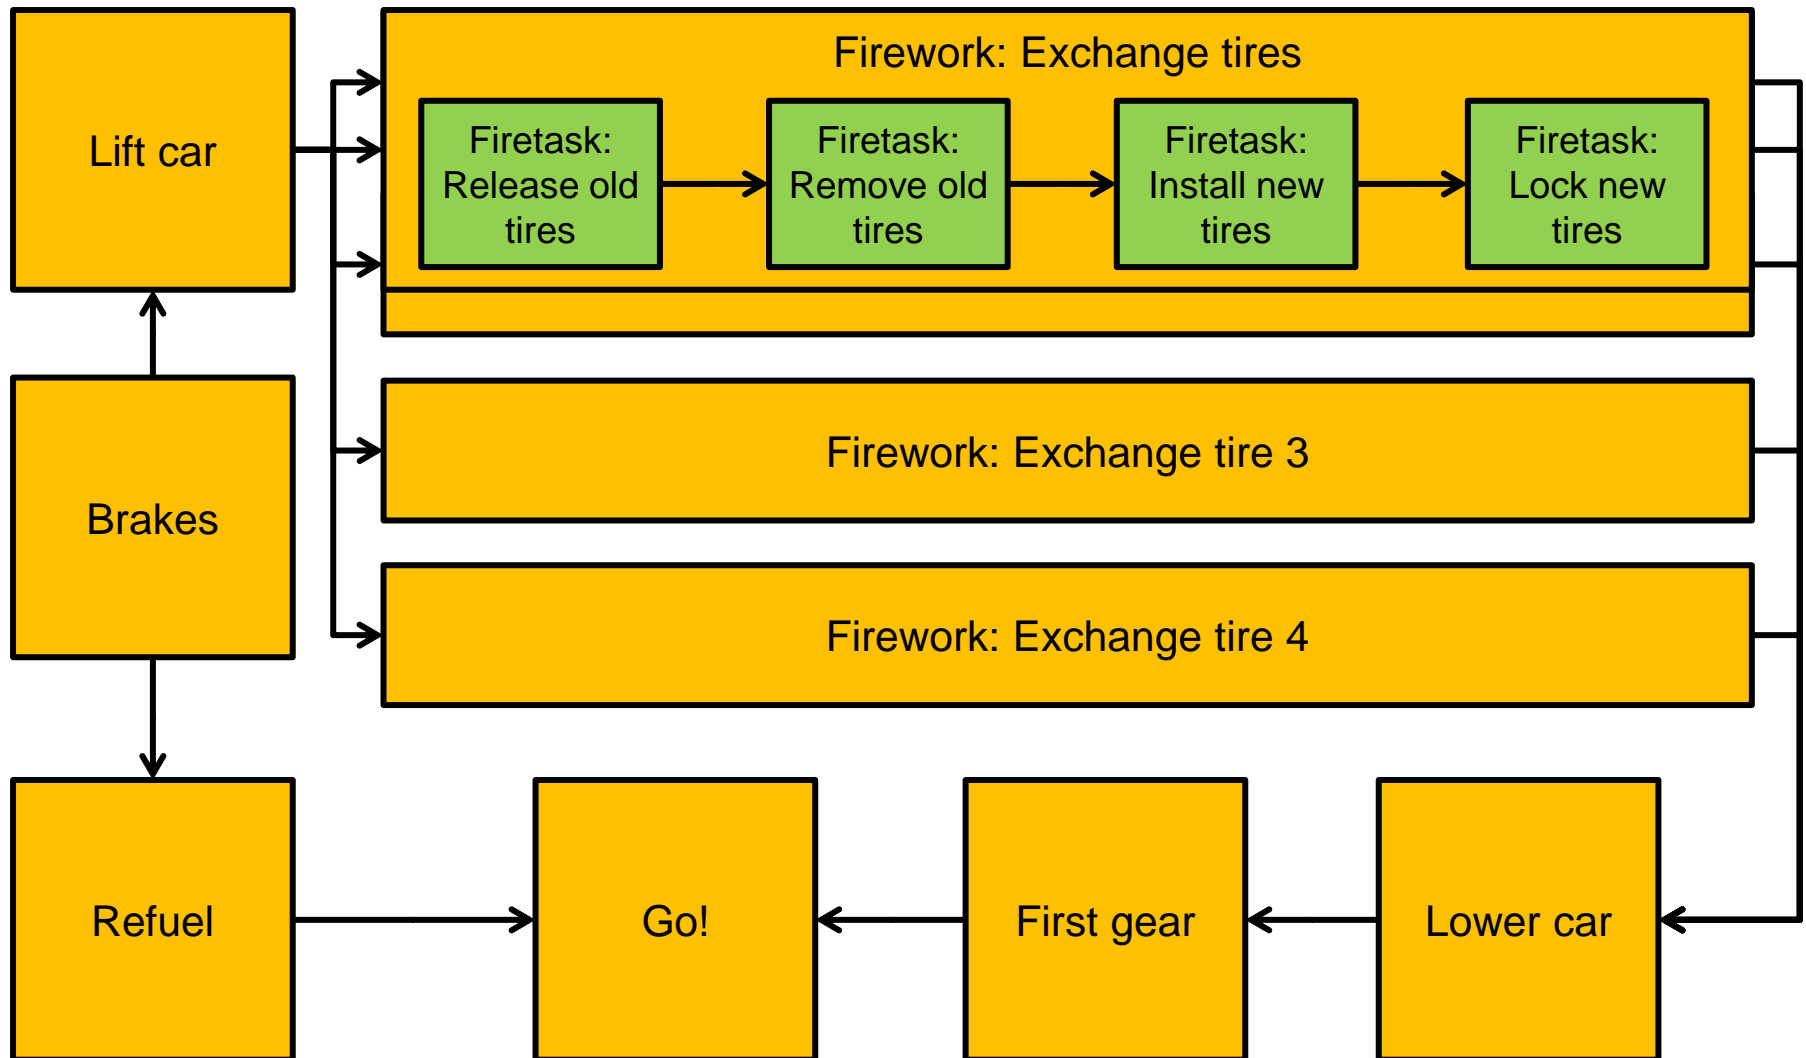 Lift car
Firework: Exchange tires
Firetask:
Release old
tires
Firetask:
Remove old
tires
Firetask:
Install new
tires
Firetask:
Lock new
tires
Brakes
Firework: Exchange tire 3
Firework: Exchange tire 4
Refuel
Go!
First gear
Lower car